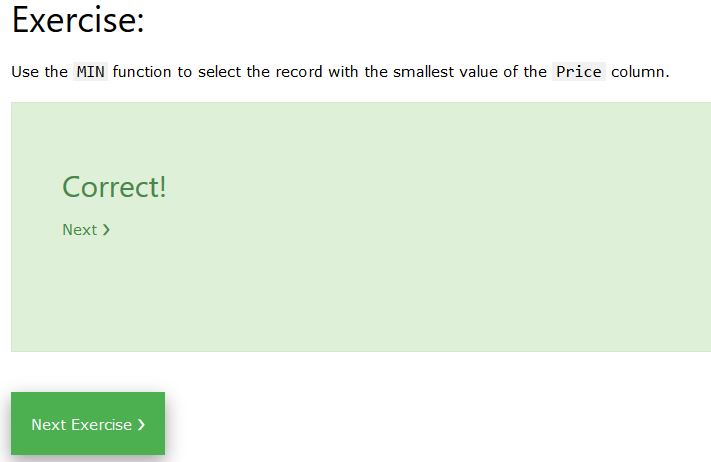 Exercise:
Use the MIN function to select the record with the smallest value of the Price column.
Correct!
Next ❯
Next Exercise ❯